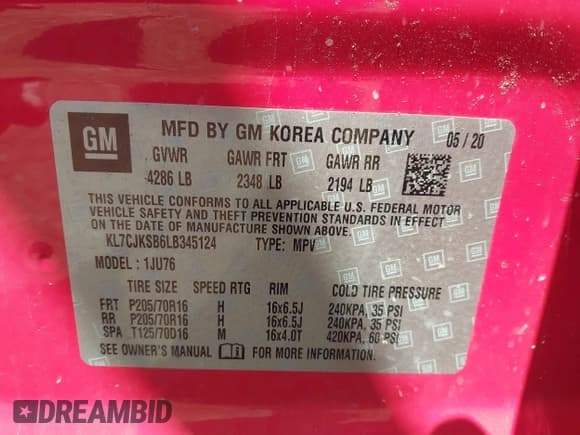 GM
MFD BY GM KOREA COMPANY 05/20
GVWR GAWR FRT GAWR RR
4286 LB 2348 LB 2194 LB
THIS VEHICLE CONFORMS TO ALL APPLICABLE U.S. FEDERAL MOTOR
VEHICLE SAFETY AND THEFT PREVENTION STANDARDS IN EFFECT
ON THE DATE OF MANUFACTURE SHOWN ABOVE.
KL7CJKSB6LB345124 TYPE: MPV
MODEL: 1JU76
TIRE SIZE SPEED RTG RIM COLD TIRE PRESSURE
FRT P205/70R16 H 16x6.5J 240KPA, 35 PSI
RR P205/70R16 H 16x6.5J 240KPA, 35 PSI
SPA T125/70D16 M 16x4.0T 420KPA, 60 PSI
SEE OWNER'S MANUAL FOR MORE INFORMATION.
DREAMBID